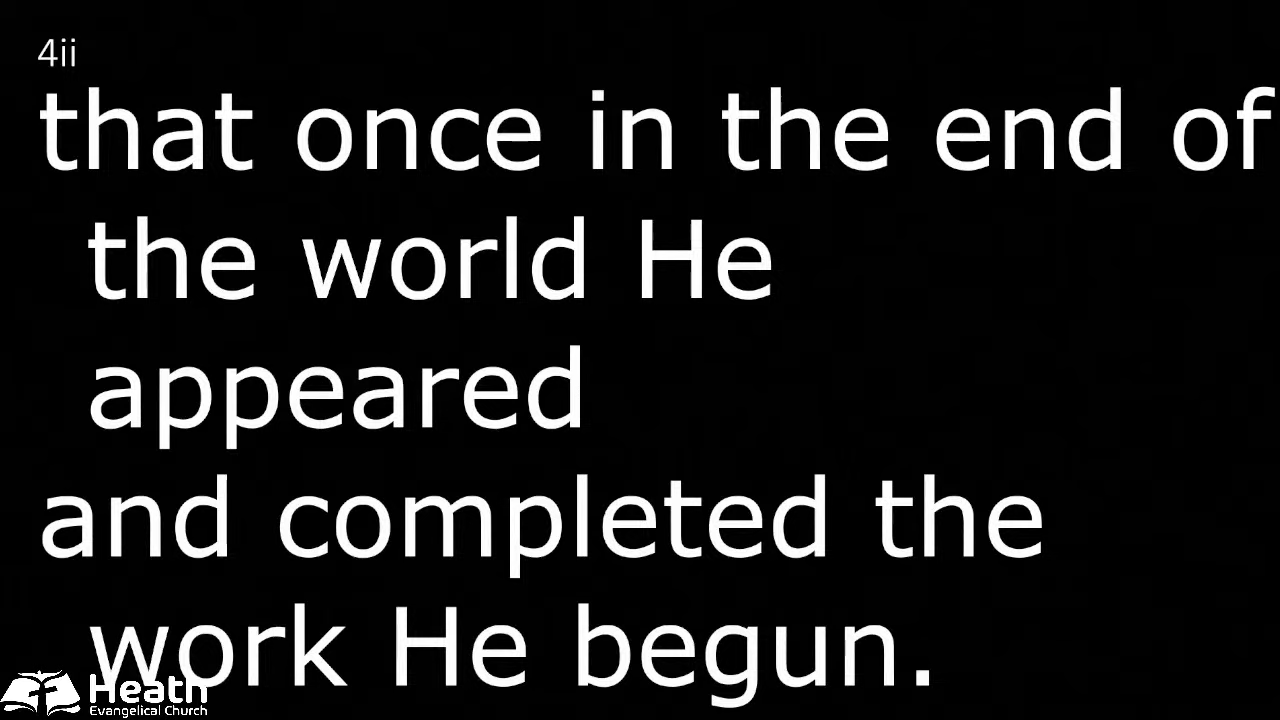 4ii
that once in the end of
the world He
appeared
and completed the
work He begun.
Heath
Evangelical Church